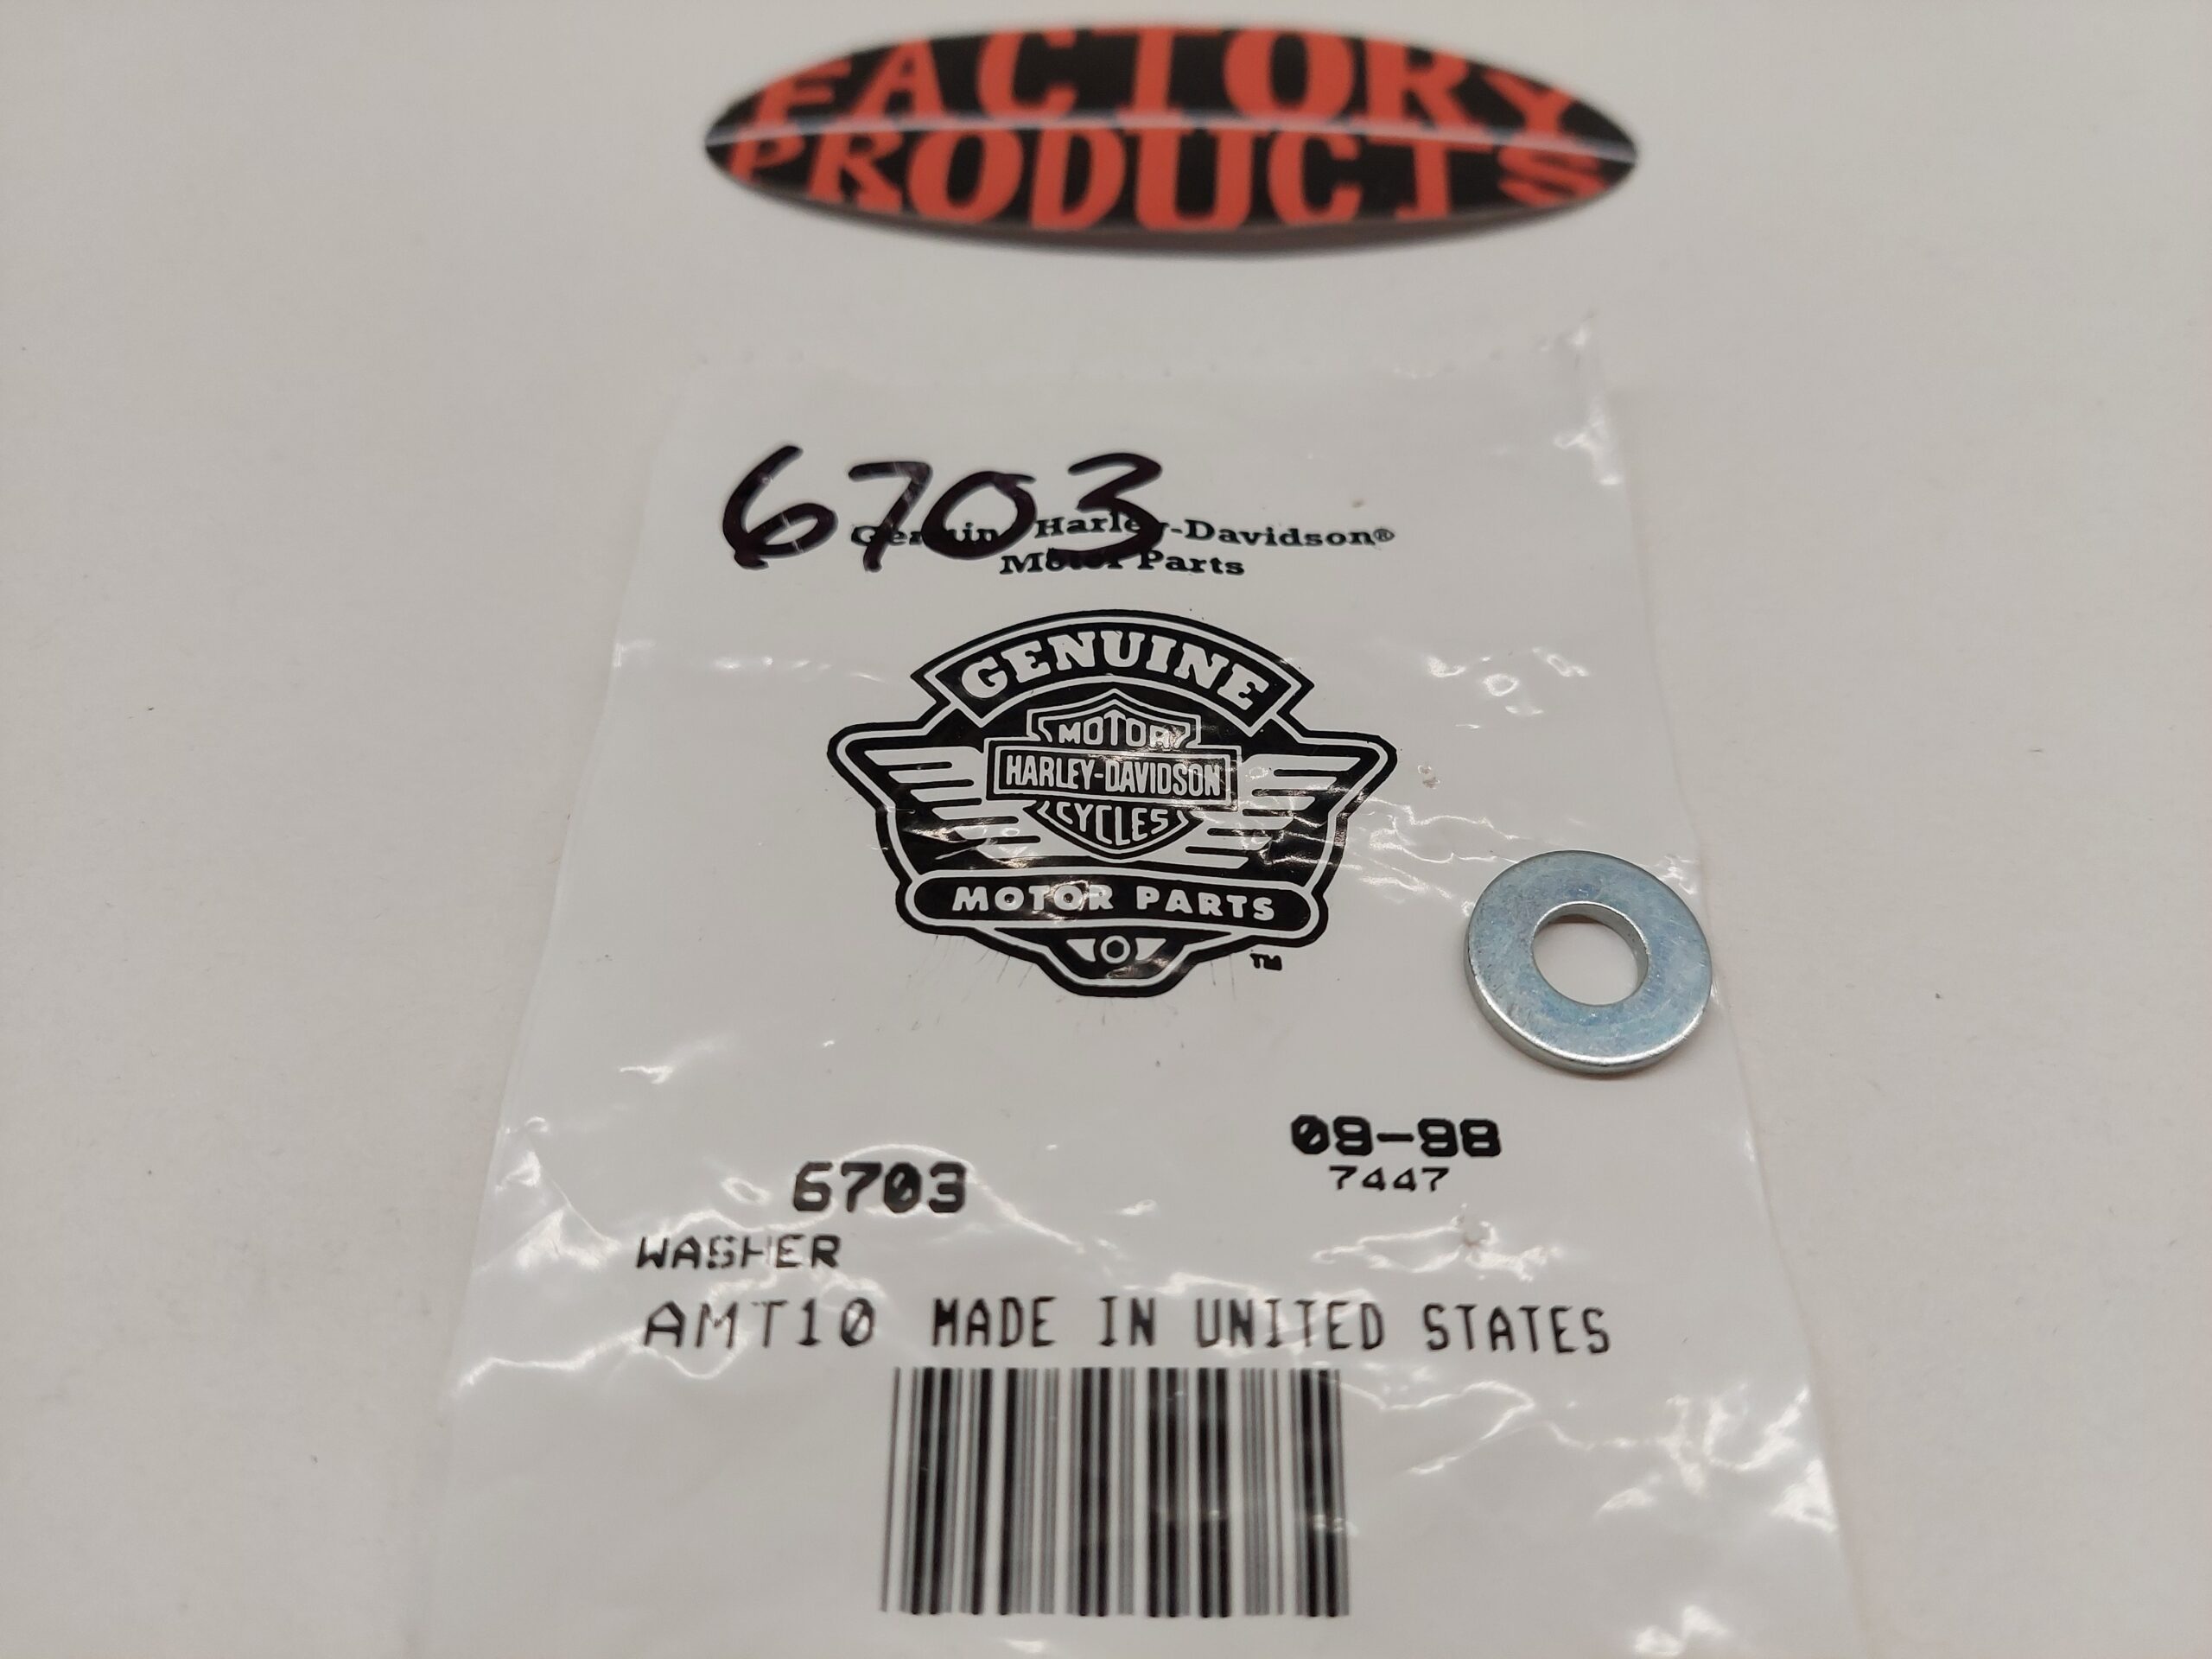 FACTORY
PRODUCTS
6703
Genuine Harley-Davidson®
Motor Parts
GENUINE
MOTOR
HARLEY-DAVIDSON
CYCLES
MOTOR PARTS
TM
09-98
7447
6703
WASHER
AMT10 MADE IN UNITED STATES